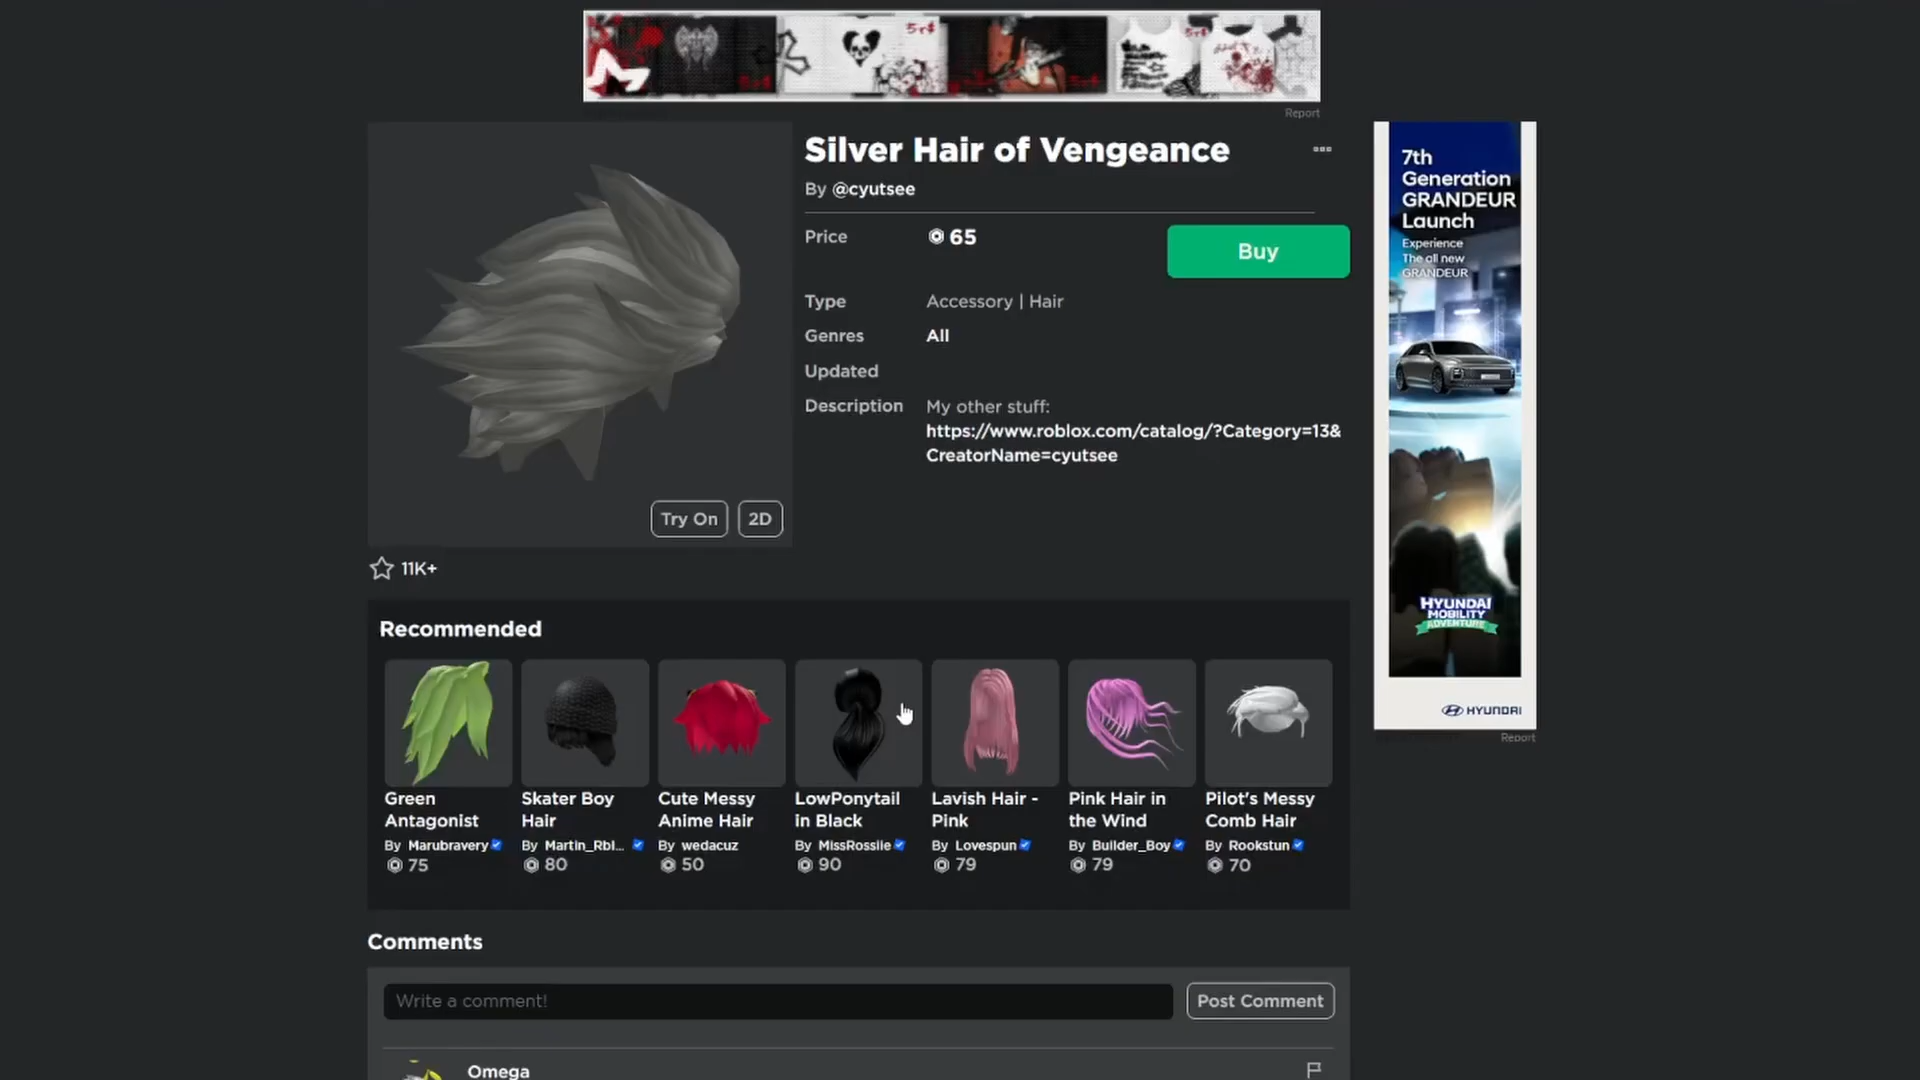 5r$
5r$
Report
Silver Hair of Vengeance
By @cyutsee
Price
65
Buy
Type
Accessory | Hair
Genres
All
Updated
Description
My other stuff:
https://www.roblox.com/catalog/?Category=13&
CreatorName=cyutsee
Try On
2D
11K+
7th
Generation
GRANDEUR
Launch
Experience
The all new
GRANDEUR
HYUNDAI
MOBILITY
ADVENTURE
HYUNDAI
Report
Recommended
Green
Antagonist
By Marubravery
75
Skater Boy
Hair
By Martin_Rbl...
80
Cute Messy
Anime Hair
By wedacuz
50
LowPonytail
in Black
By MissRossiie
90
Lavish Hair -
Pink
By Lovespun
79
Pink Hair in
the Wind
By Builder_Boy
79
Pilot's Messy
Comb Hair
By Rookstun
70
Comments
Write a comment!
Post Comment
Omega